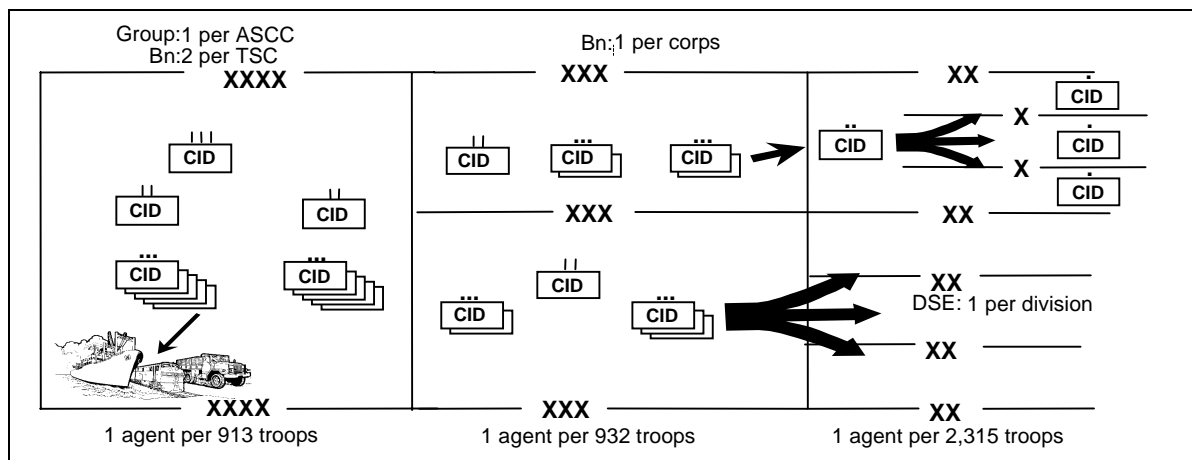 Group:1 per ASCC
Bn:2 per TSC
XXXX
CID
CID
CID
CID
CID
XXXX
1 agent per 913 troops
Bn:1 per corps
XXX
CID
CID
CID
XXX
CID
CID
CID
XXX
1 agent per 932 troops
XX
CID
X
CID
CID
X
CID
XX
XX
DSE: 1 per division
XX
XX
1 agent per 2,315 troops